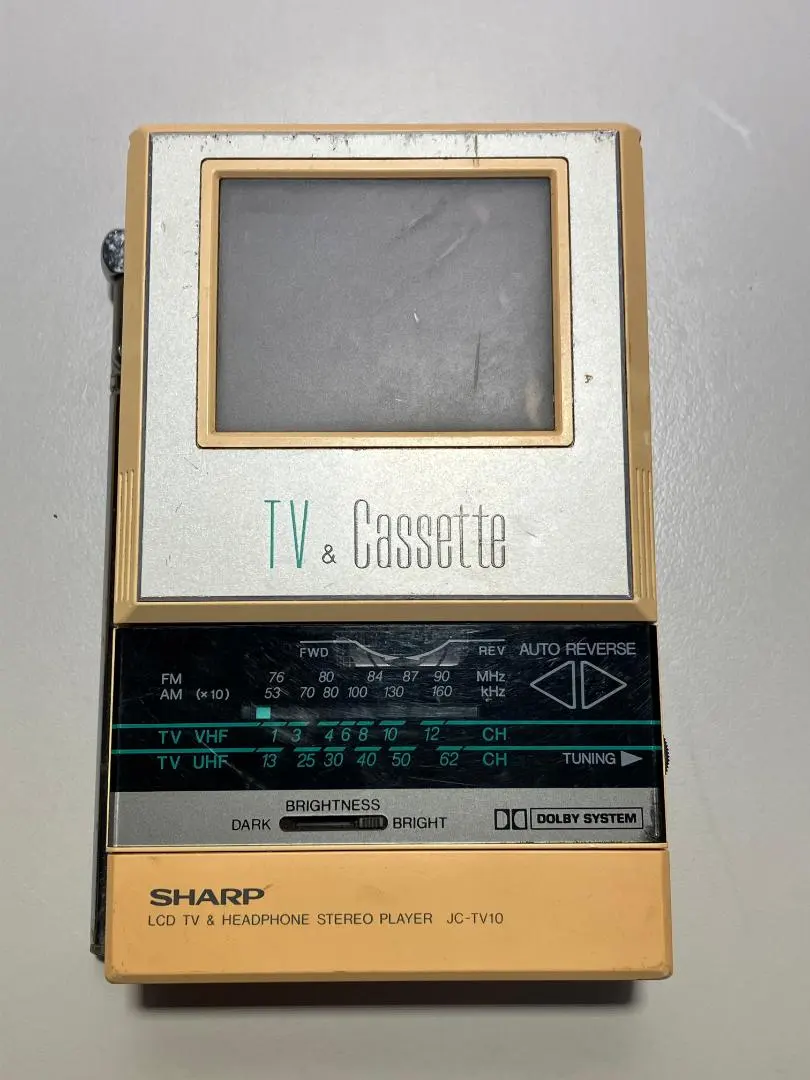 TV & Cassette
FWD REV AUTO REVERSE
FM 76 80 84 87 90 MHz
AM (×10) 53 70 80 100 130 160 kHz
TV VHF 1 3 4 6 8 10 12 CH
TV UHF 13 25 30 40 50 62 CH TUNING
BRIGHTNESS
DARK BRIGHT DOLBY SYSTEM
SHARP
LCD TV & HEADPHONE STEREO PLAYER JC-TV10